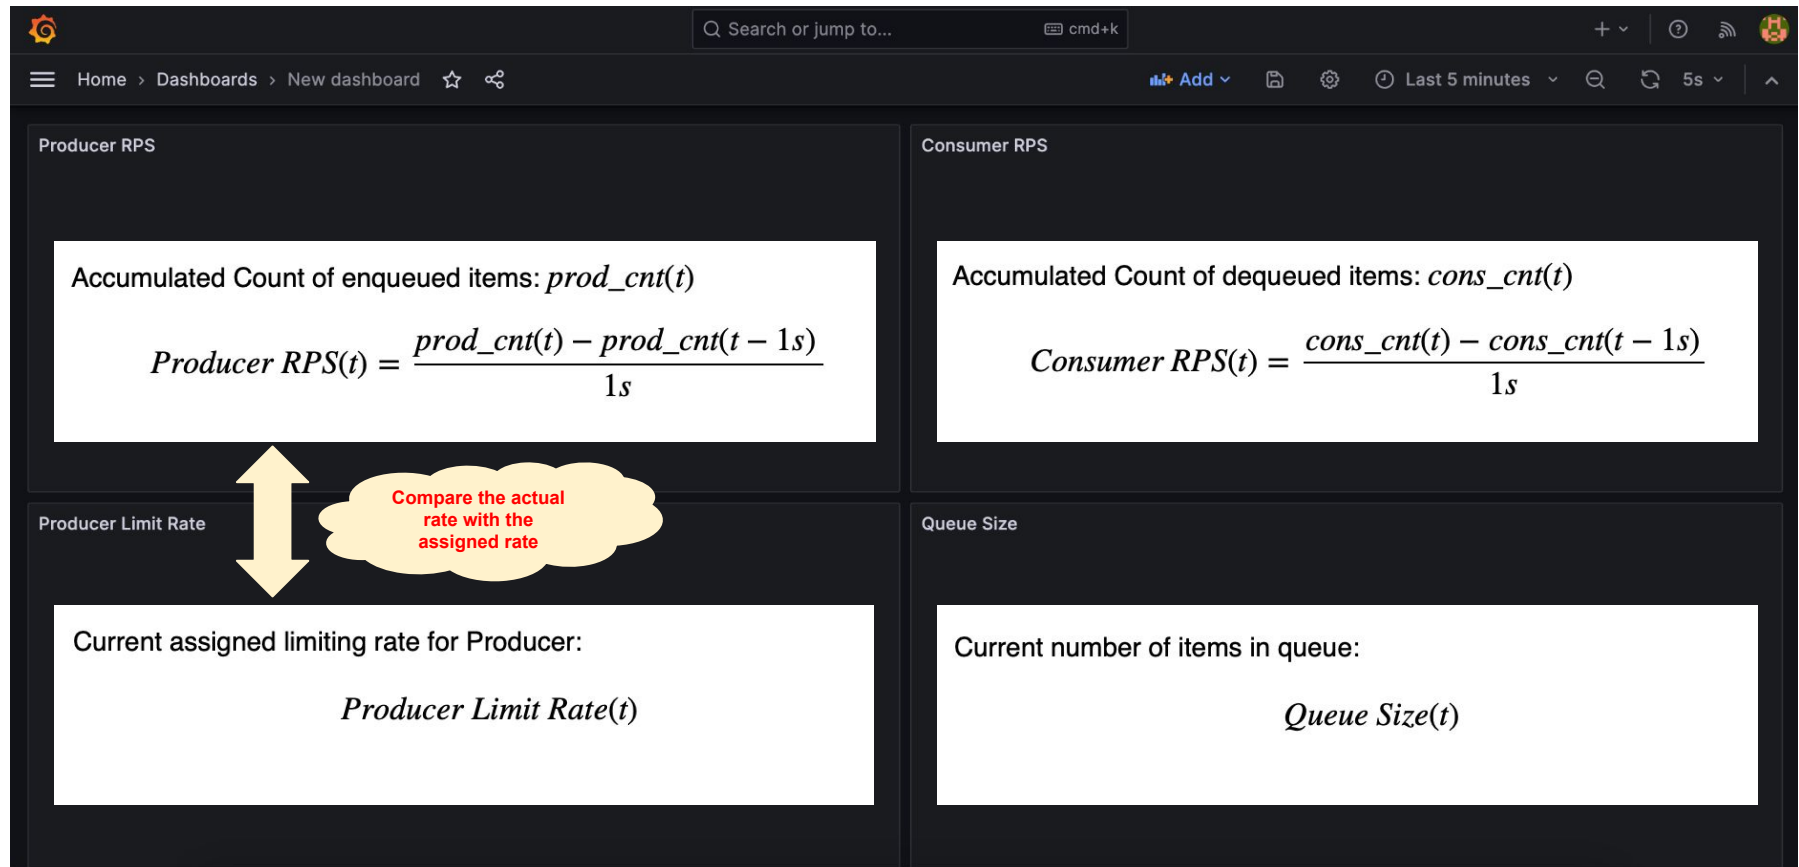 Search or jump to... cmd+k
Home › Dashboards › New dashboard Add Last 5 minutes 5s
Producer RPS
Accumulated Count of enqueued items: prod_cnt(t)
Producer RPS(t) = prod_cnt(t) − prod_cnt(t − 1s) / 1s
Consumer RPS
Accumulated Count of dequeued items: cons_cnt(t)
Consumer RPS(t) = cons_cnt(t) − cons_cnt(t − 1s) / 1s
Compare the actual
rate with the
assigned rate
Producer Limit Rate
Current assigned limiting rate for Producer:
Producer Limit Rate(t)
Queue Size
Current number of items in queue:
Queue Size(t)